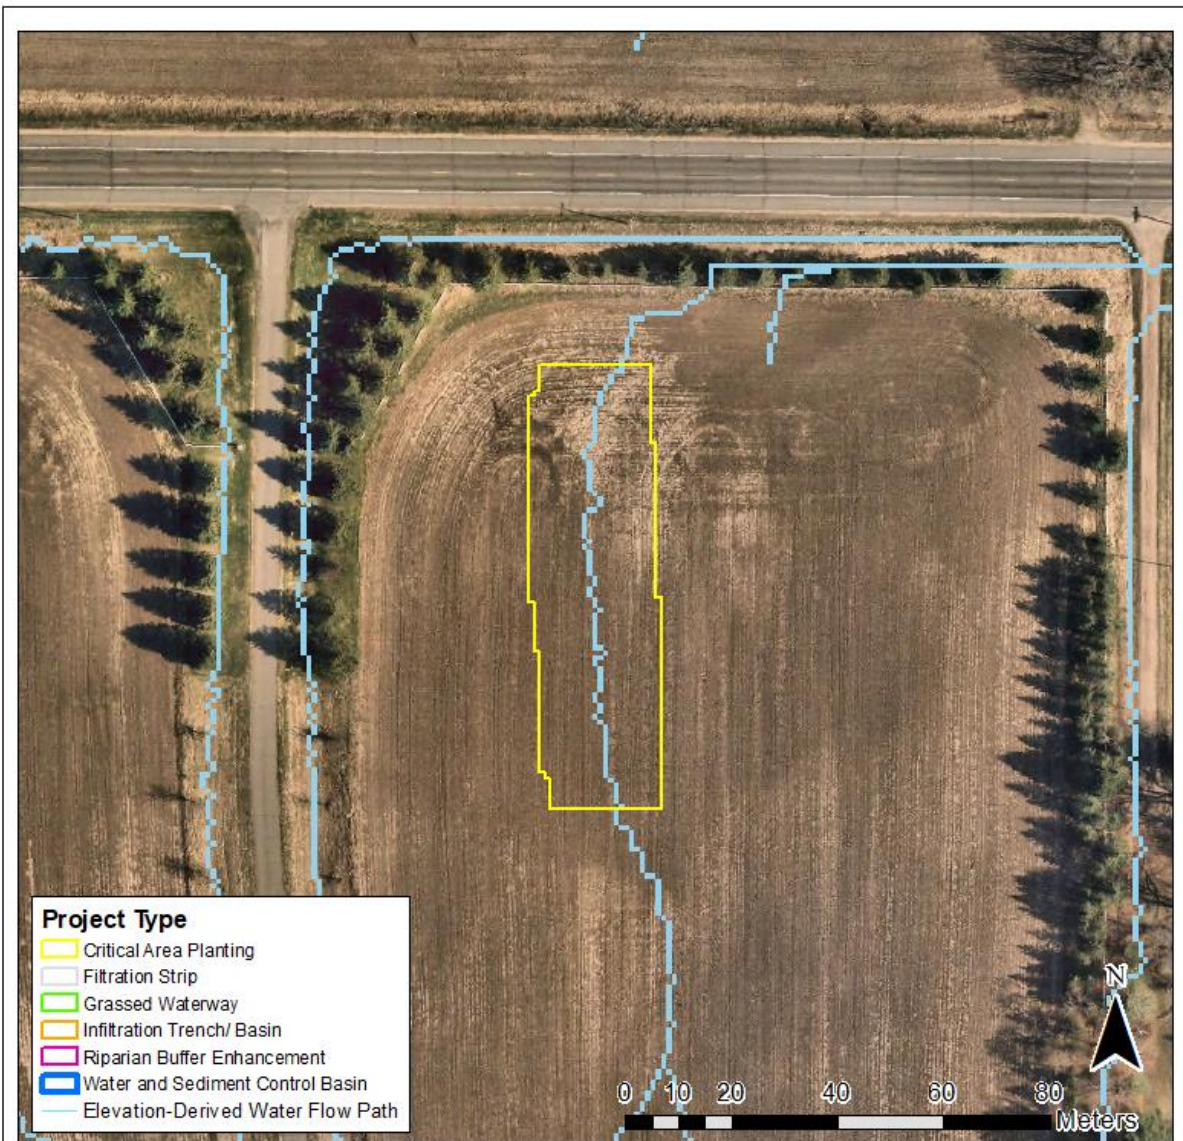 Project Type
Critical Area Planting
Filtration Strip
Grassed Waterway
Infiltration Trench/ Basin
Riparian Buffer Enhancement
Water and Sediment Control Basin
Elevation-Derived Water Flow Path
N
0 10 20 40 60 80
Meters